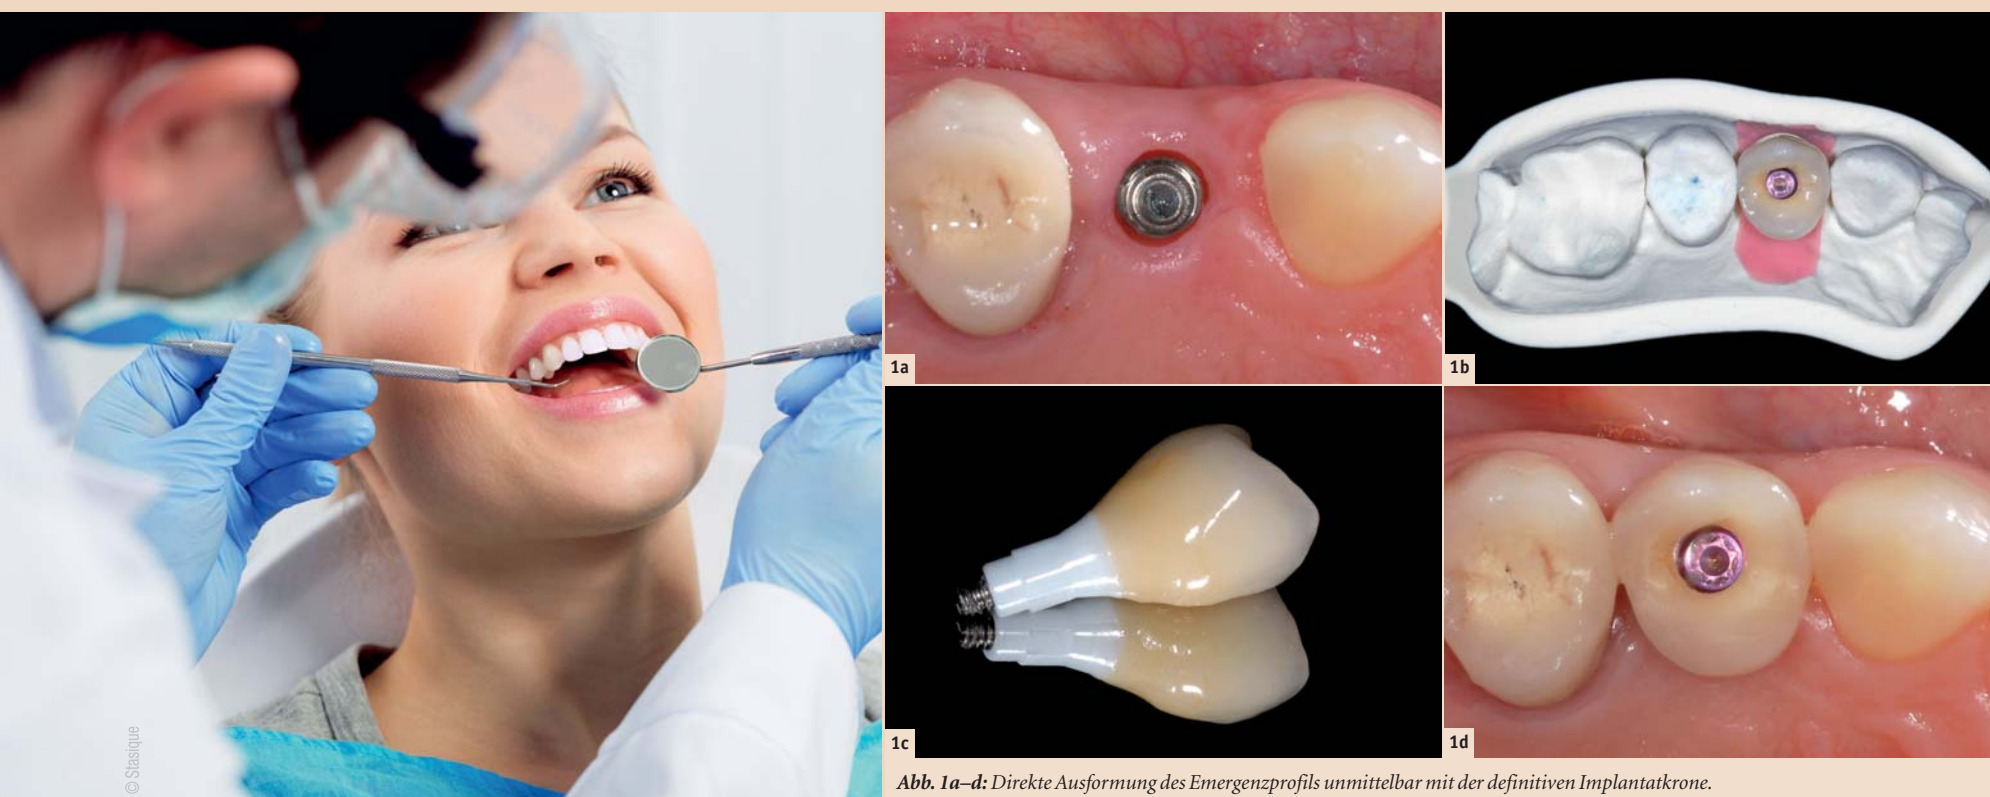 © Stasique
1a
1b
1c
1d
Abb. 1a–d: Direkte Ausformung des Emergenzprofils unmittelbar mit der definitiven Implantatkrone.